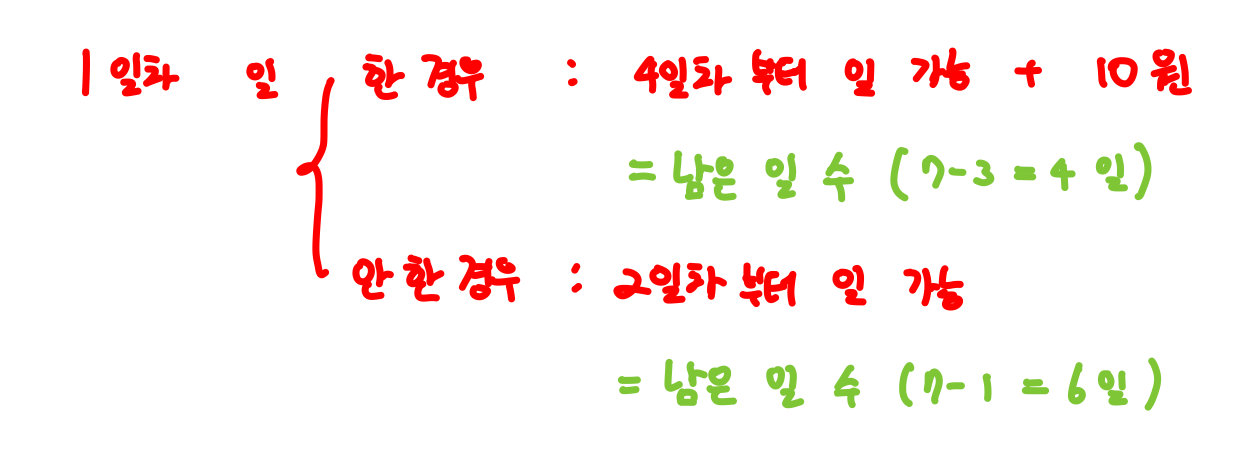 1일차 일 { 한 경우 : 4일차 부터 일 가능 + 10원
= 남은 일 수 (7-3=4일)
안 한 경우 : 2일차 부터 일 가능
= 남은 일 수 (7-1=6일)